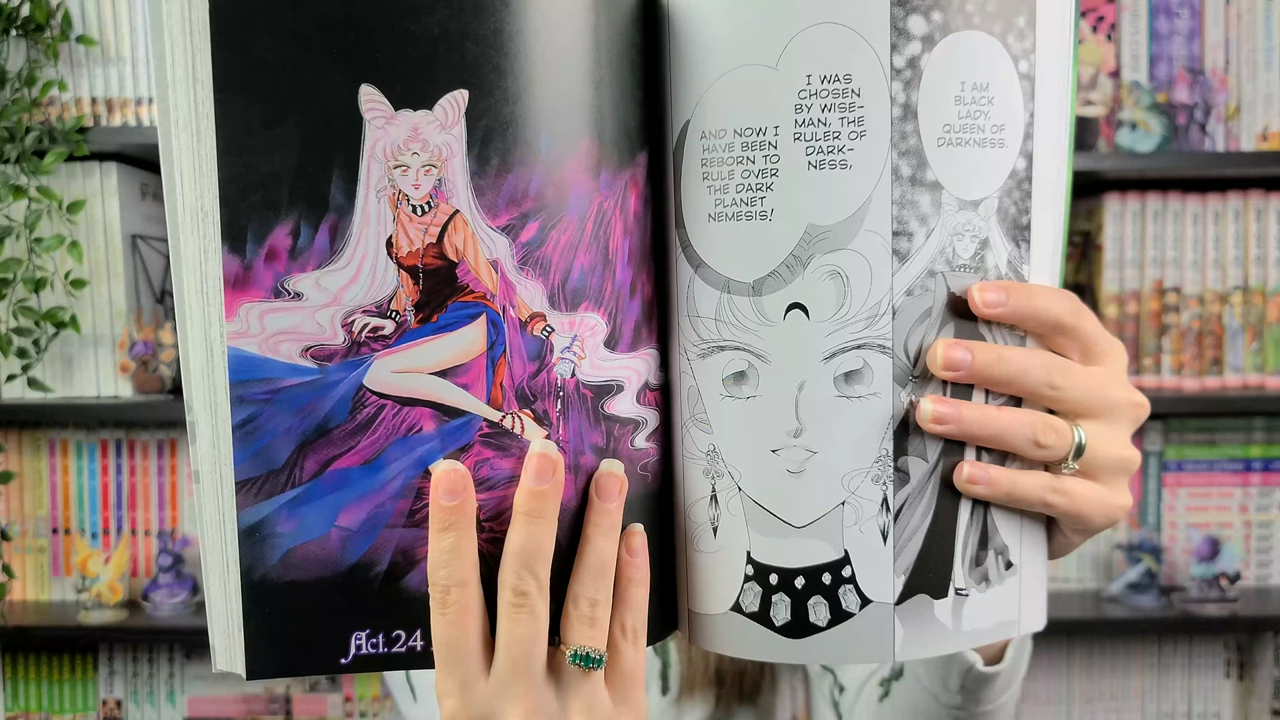 I AM
BLACK
LADY,
QUEEN OF
DARKNESS.
I WAS
CHOSEN
BY WISE-
MAN, THE
RULER OF
DARK-
NESS,
AND NOW I
HAVE BEEN
REBORN TO
RULE OVER
THE DARK
PLANET
NEMESIS!
Act. 24